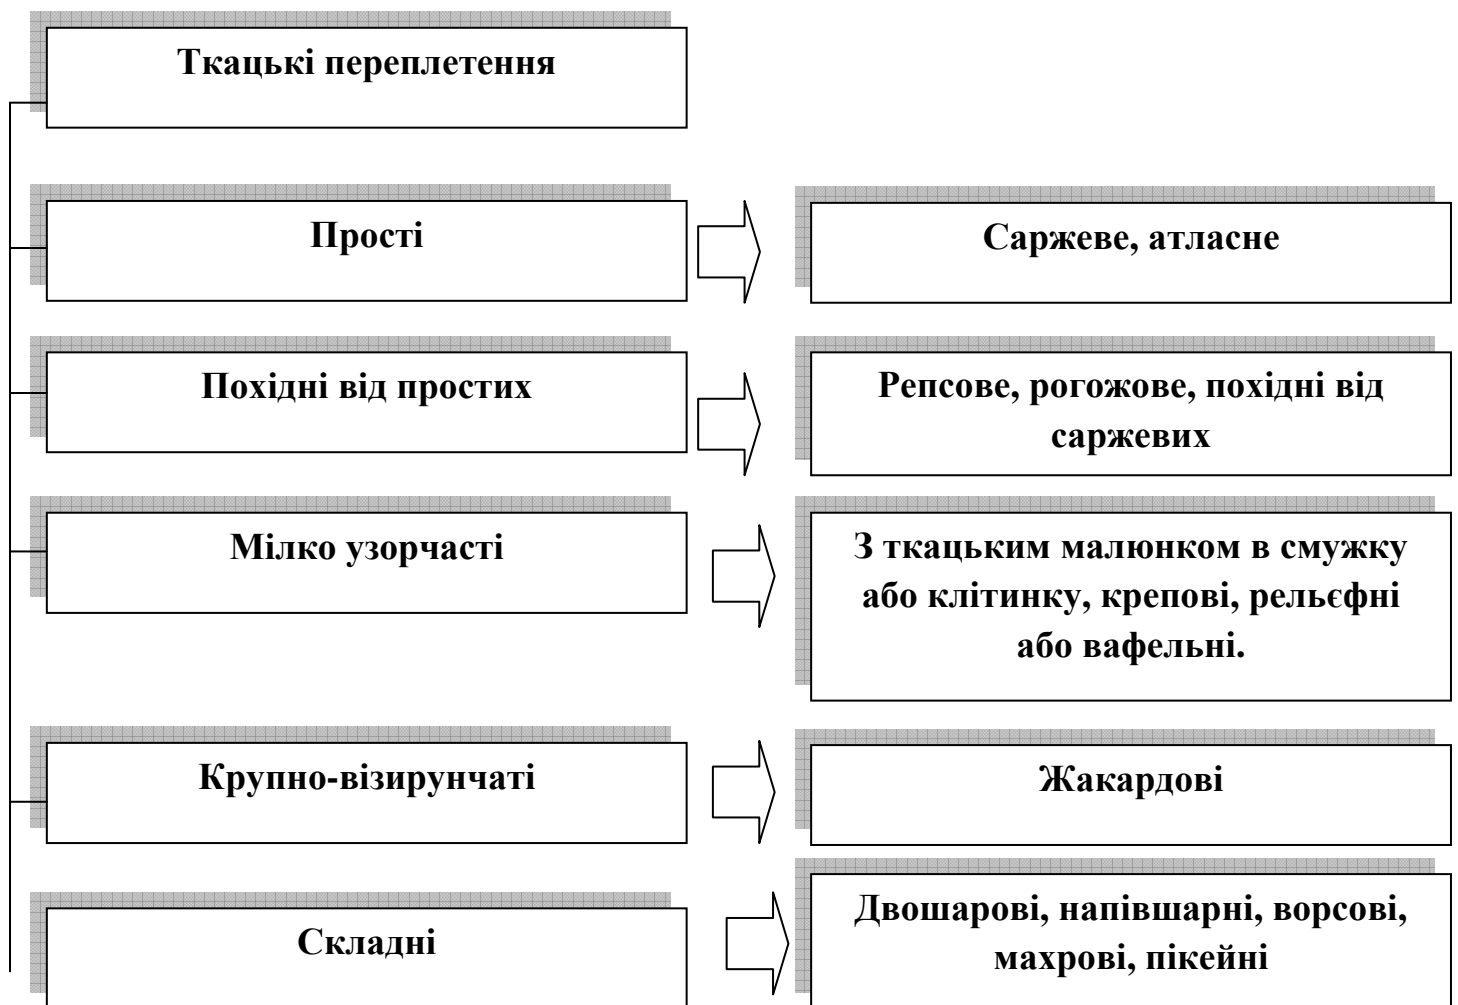 Ткацькі переплетення
Прості
Саржеве, атласне
Похідні від простих
Репсове, рогожове, похідні від
саржевих
Мілко узорчасті
З ткацьким малюнком в смужку
або клітинку, крепові, рельєфні
або вафельні.
Крупно-візирунчаті
Жакардові
Складні
Двошарові, напівшарні, ворсові,
махрові, пікейні